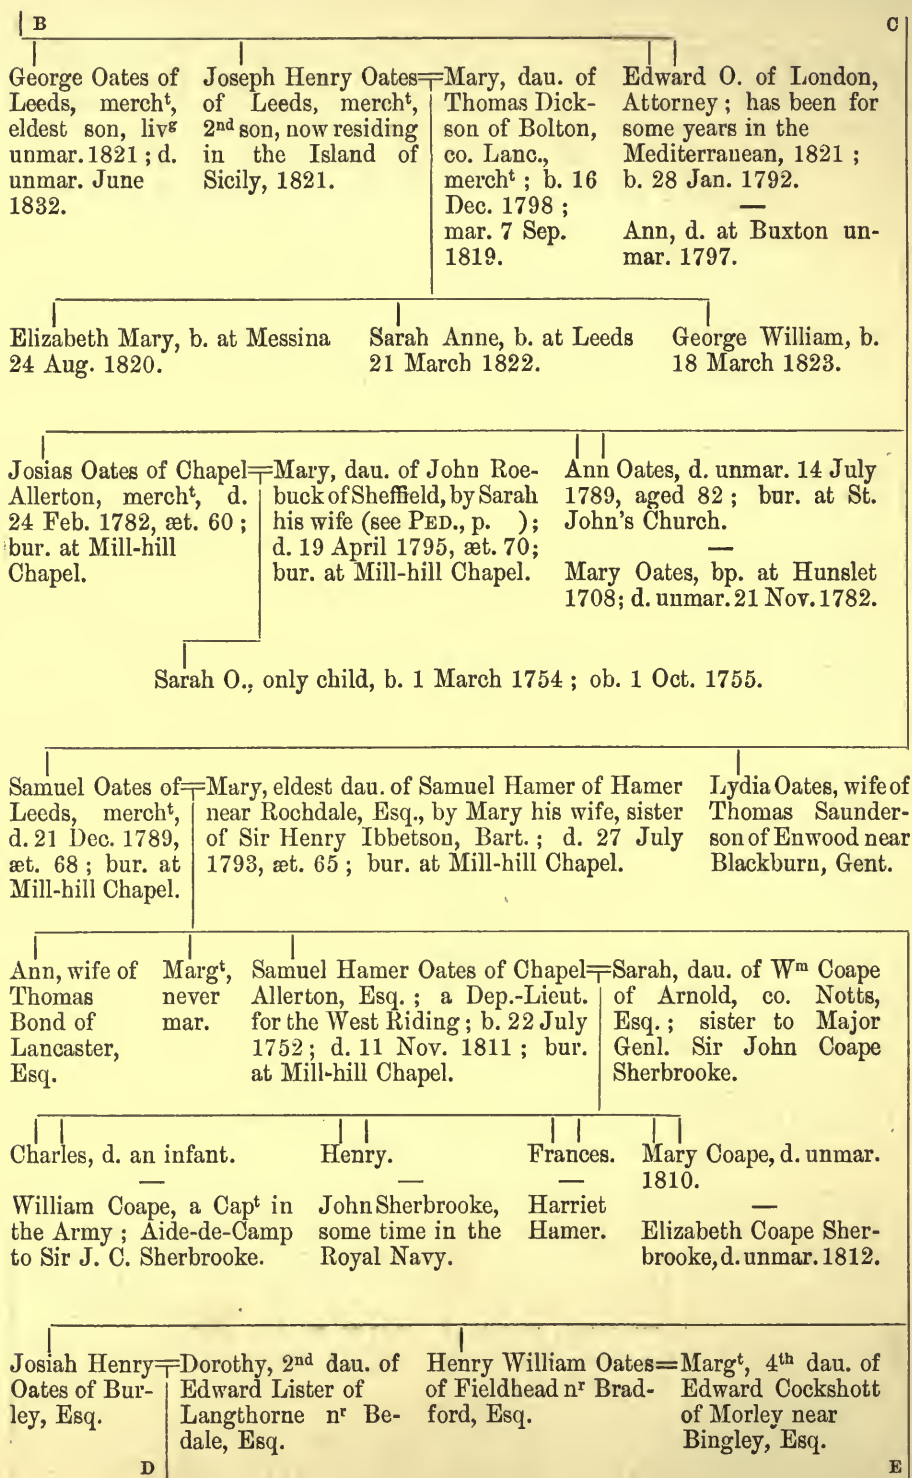 B
C
George Oates of
Leeds, mercht,
eldest son, livg
unmar. 1821 ; d.
unmar. June
1832.
Joseph Henry Oates
of Leeds, mercht,
2nd son, now residing
in the Island of
Sicily, 1821.
Mary, dau. of
Thomas Dick-
son of Bolton,
co. Lanc.,
mercht ; b. 16
Dec. 1798 ;
mar. 7 Sep.
1819.
Edward O. of London,
Attorney ; has been for
some years in the
Mediterranean, 1821 ;
b. 28 Jan. 1792.
—
Ann, d. at Buxton un-
mar. 1797.
Elizabeth Mary, b. at Messina
24 Aug. 1820.
Sarah Anne, b. at Leeds
21 March 1822.
George William, b.
18 March 1823.
Josias Oates of Chapel
Allerton, mercht, d.
24 Feb. 1782, æt. 60 ;
bur. at Mill-hill
Chapel.
Mary, dau. of John Roe-
buck of Sheffield, by Sarah
his wife (see PED., p. );
d. 19 April 1795, æt. 70;
bur. at Mill-hill Chapel.
Ann Oates, d. unmar. 14 July
1789, aged 82 ; bur. at St.
John's Church.
—
Mary Oates, bp. at Hunslet
1708; d. unmar. 21 Nov. 1782.
Sarah O., only child, b. 1 March 1754 ; ob. 1 Oct. 1755.
Samuel Oates of
Leeds, mercht,
d. 21 Dec. 1789,
æt. 68 ; bur. at
Mill-hill Chapel.
Mary, eldest dau. of Samuel Hamer of Hamer
near Rochdale, Esq., by Mary his wife, sister
of Sir Henry Ibbetson, Bart. ; d. 27 July
1793, æt. 65 ; bur. at Mill-hill Chapel.
Lydia Oates, wife of
Thomas Saunder-
son of Enwood near
Blackburn, Gent.
Ann, wife of
Thomas
Bond of
Lancaster,
Esq.
Margt,
never
mar.
Samuel Hamer Oates of Chapel
Allerton, Esq. ; a Dep.-Lieut.
for the West Riding ; b. 22 July
1752 ; d. 11 Nov. 1811 ; bur.
at Mill-hill Chapel.
Sarah, dau. of Wm Coape
of Arnold, co. Notts,
Esq. ; sister to Major
Genl. Sir John Coape
Sherbrooke.
Charles, d. an infant.
—
William Coape, a Capt in
the Army ; Aide-de-Camp
to Sir J. C. Sherbrooke.
Henry.
—
John Sherbrooke,
some time in the
Royal Navy.
Frances.
—
Harriet
Hamer.
Mary Coape, d. unmar.
1810.
—
Elizabeth Coape Sher-
brooke, d. unmar. 1812.
Josiah Henry
Oates of Bur-
ley, Esq.
Dorothy, 2nd dau. of
Edward Lister of
Langthorne nr Be-
dale, Esq.
Henry William Oates
of Fieldhead nr Brad-
ford, Esq.
Margt, 4th dau. of
Edward Cockshott
of Morley near
Bingley, Esq.
D
E